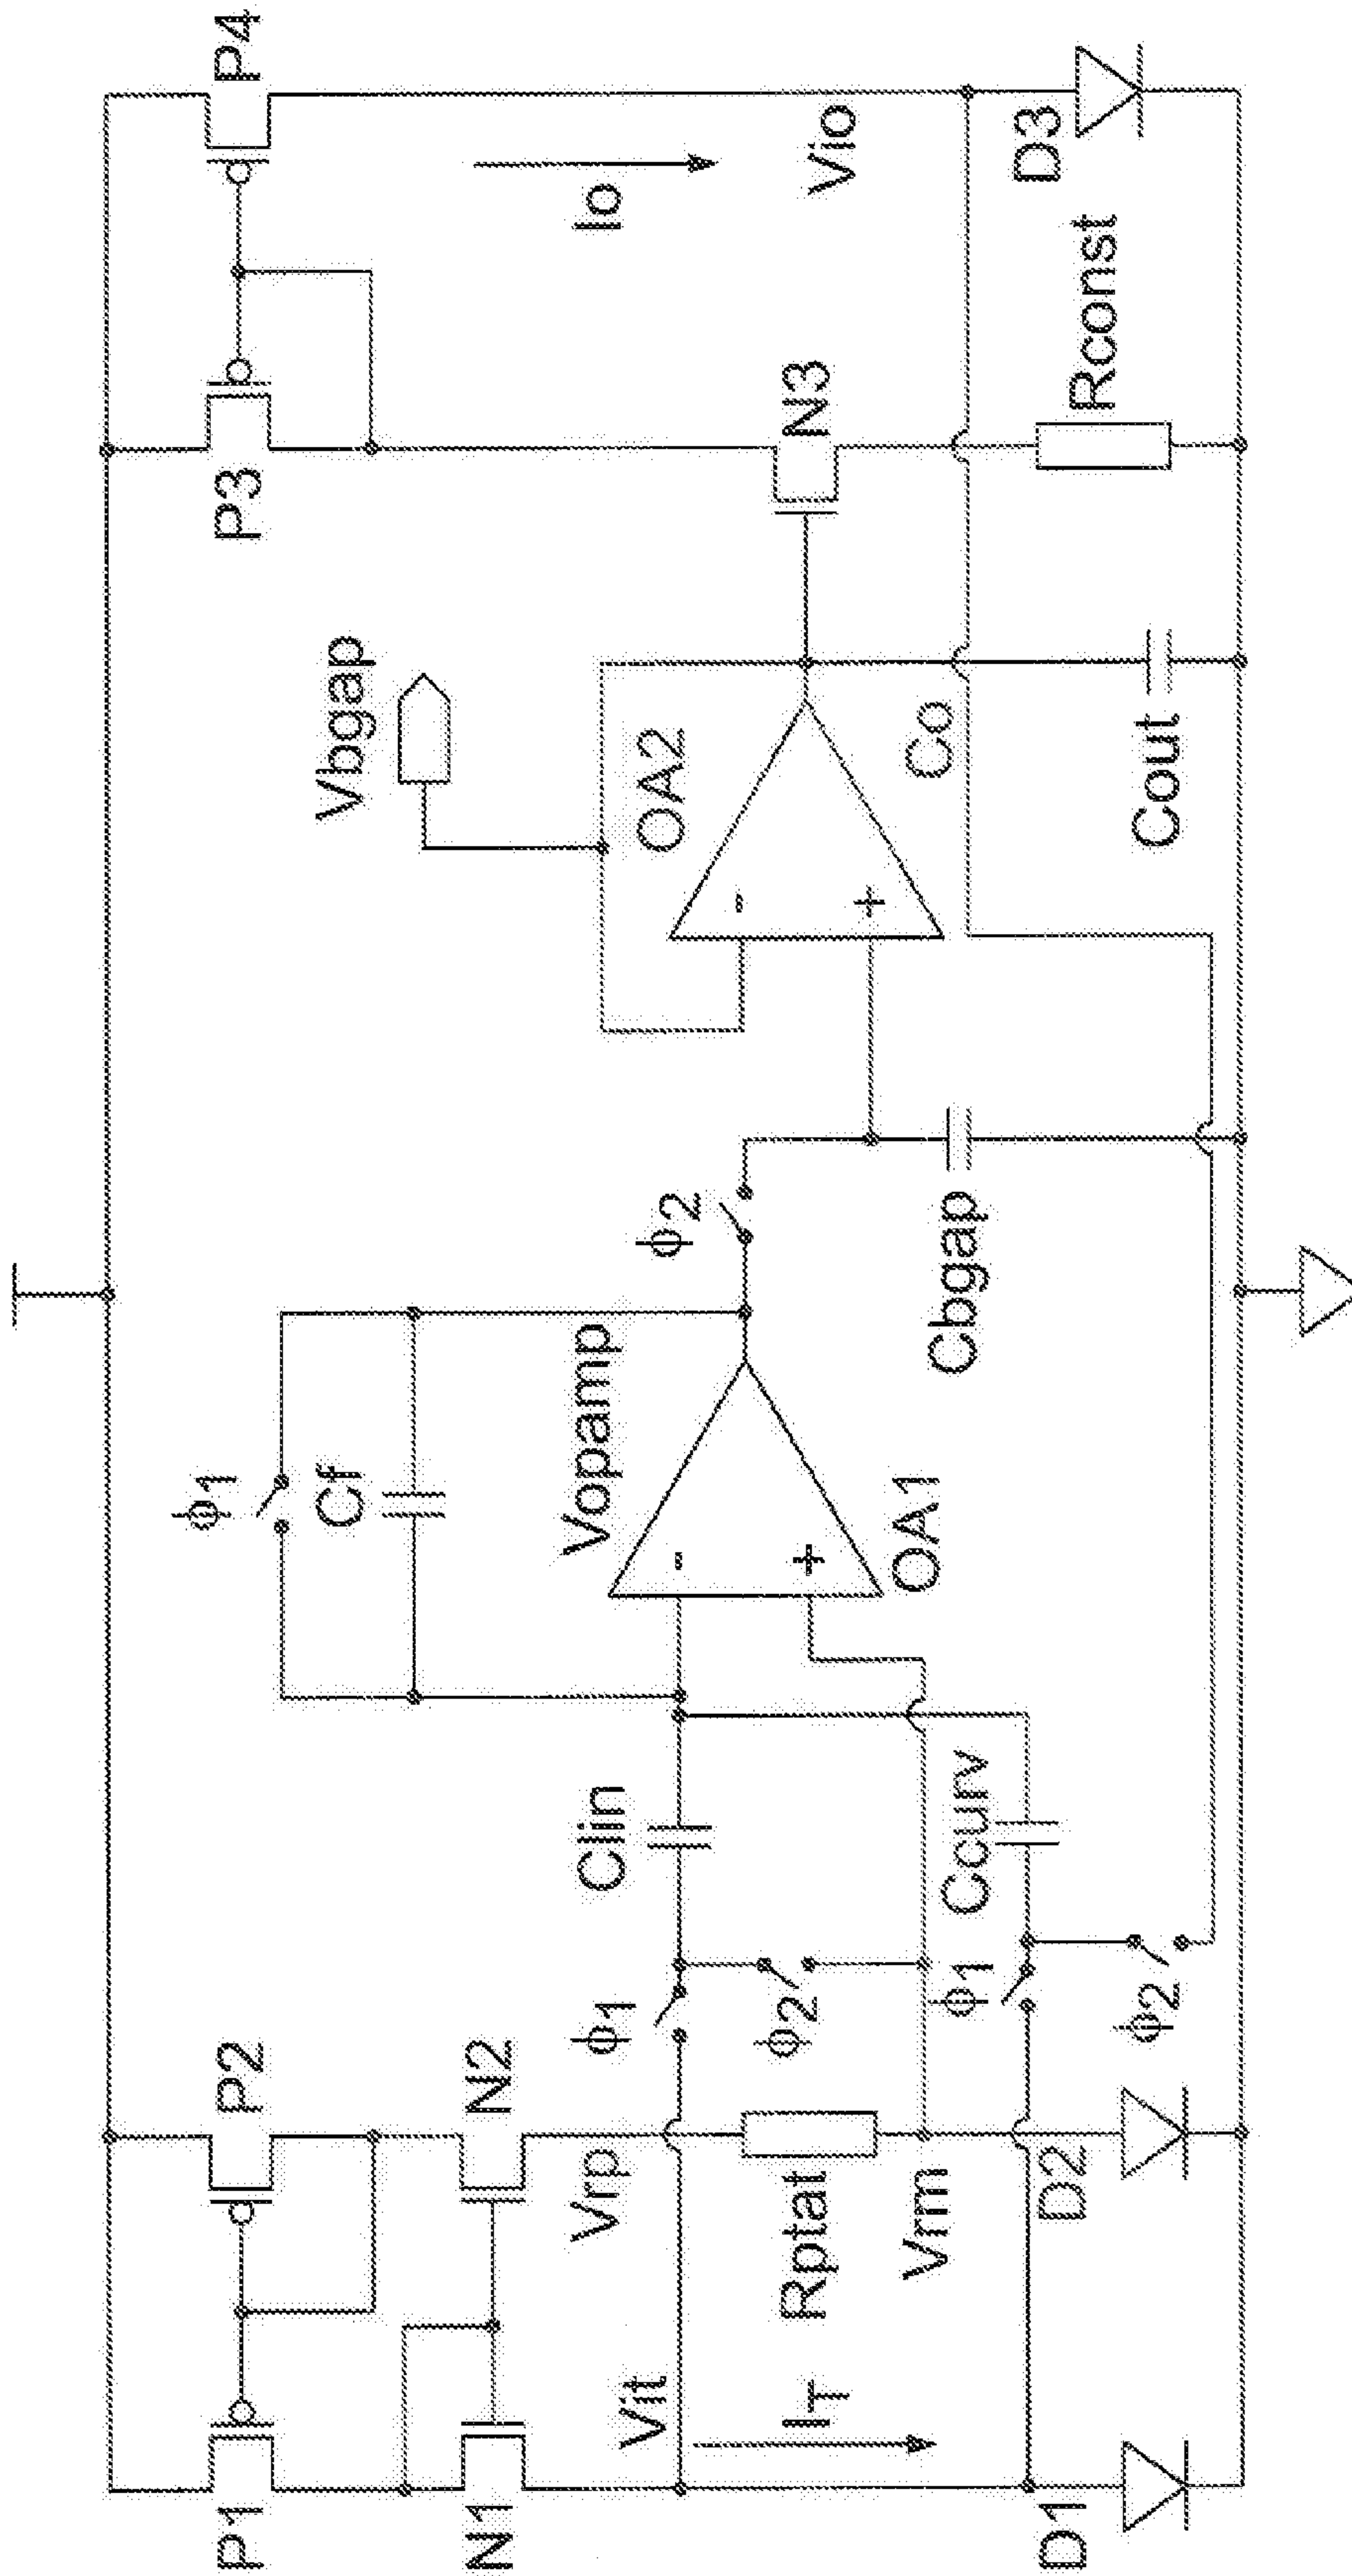 P1
P2
P3
P4
N1
N2
Vit
Vrp
IT
Rptat
Vrm
D1
D2
ϕ1
ϕ2
Clin
ϕ1
ϕ2
Ccurv
ϕ1
Cf
Vopamp
-
+
OA1
ϕ2
Cbgap
Vbgap
OA2
-
+
Co
Cout
N3
Rconst
Io
Vio
D3